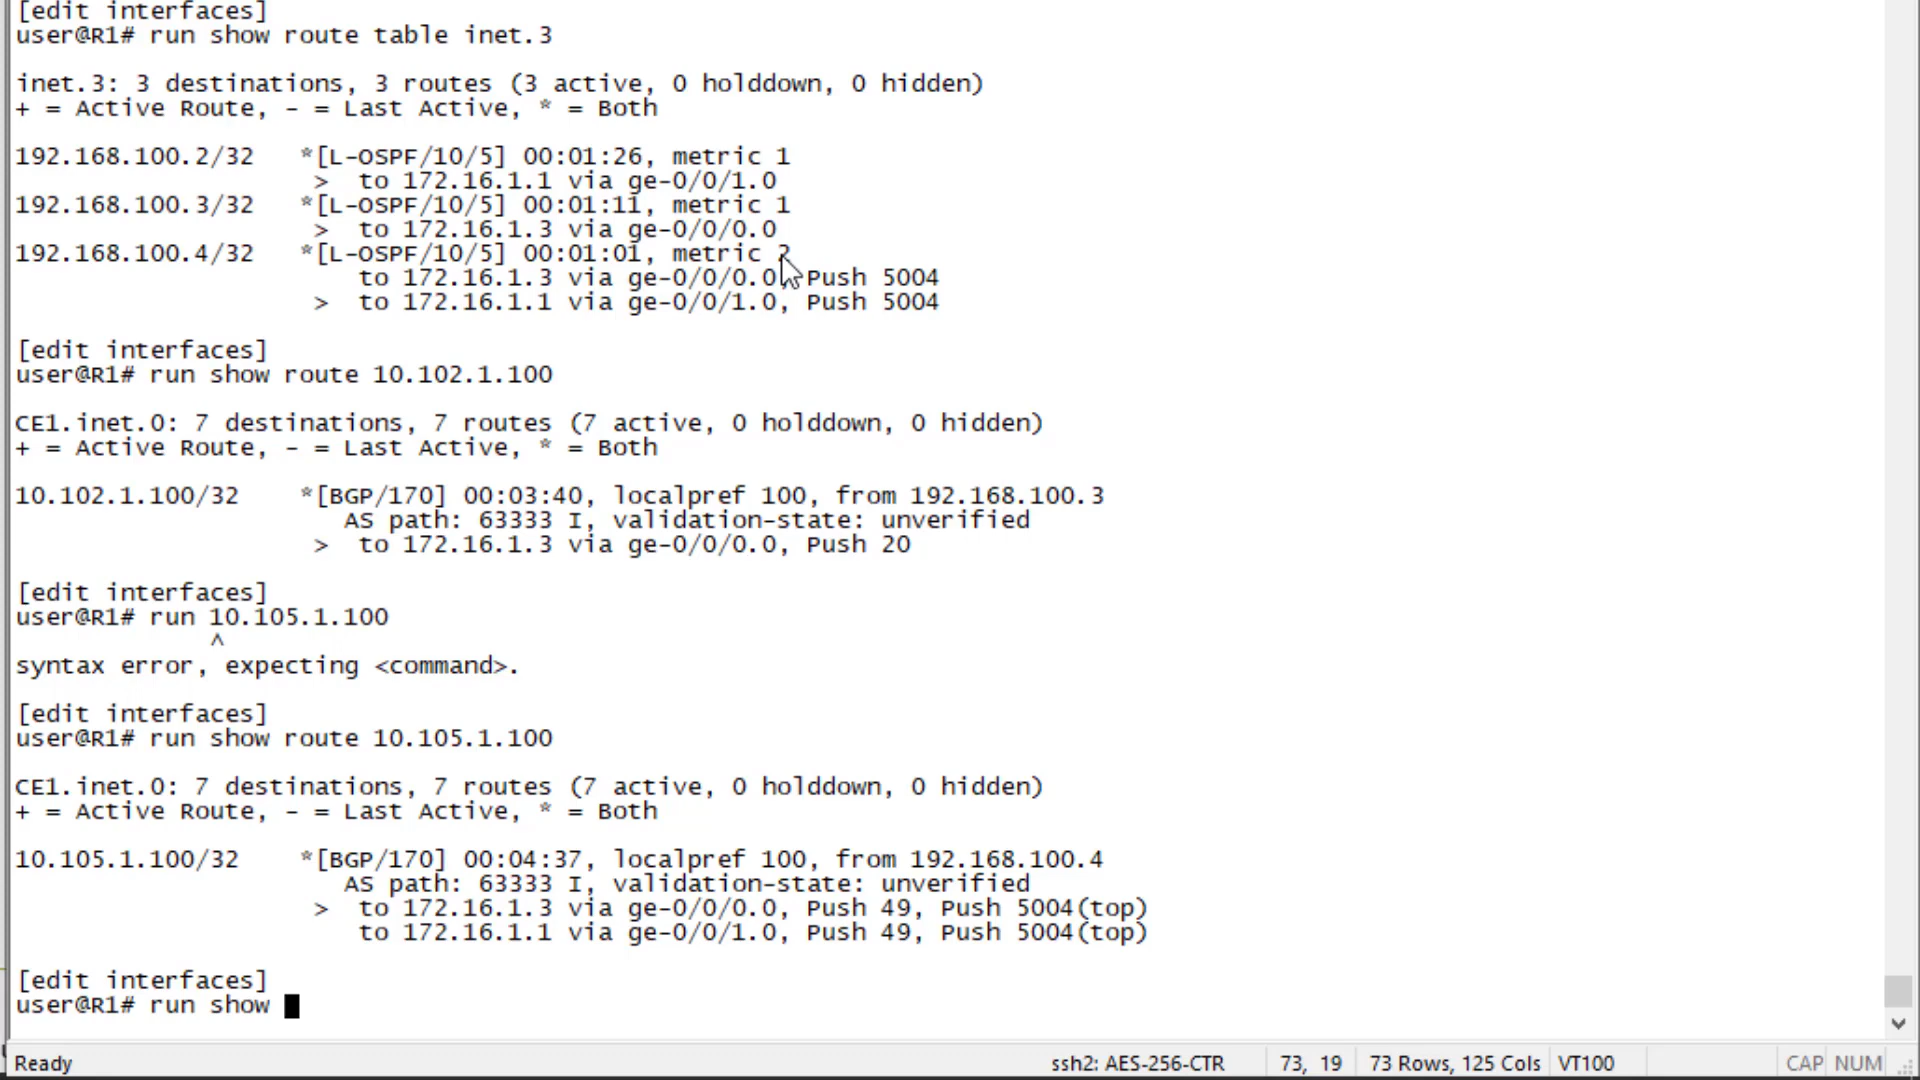 [edit interfaces]
user@R1# run show route table inet.3
inet.3: 3 destinations, 3 routes (3 active, 0 holddown, 0 hidden)
+ = Active Route, - = Last Active, * = Both
192.168.100.2/32   *[L-OSPF/10/5] 00:01:26, metric 1
                    >  to 172.16.1.1 via ge-0/0/1.0
192.168.100.3/32   *[L-OSPF/10/5] 00:01:11, metric 1
                    >  to 172.16.1.3 via ge-0/0/0.0
192.168.100.4/32   *[L-OSPF/10/5] 00:01:01, metric 2
                       to 172.16.1.3 via ge-0/0/0.0, Push 5004
                    >  to 172.16.1.1 via ge-0/0/1.0, Push 5004
[edit interfaces]
user@R1# run show route 10.102.1.100
CE1.inet.0: 7 destinations, 7 routes (7 active, 0 holddown, 0 hidden)
+ = Active Route, - = Last Active, * = Both
10.102.1.100/32    *[BGP/170] 00:03:40, localpref 100, from 192.168.100.3
                      AS path: 63333 I, validation-state: unverified
                    >  to 172.16.1.3 via ge-0/0/0.0, Push 20
[edit interfaces]
user@R1# run 10.105.1.100
             ^
syntax error, expecting <command>.
[edit interfaces]
user@R1# run show route 10.105.1.100
CE1.inet.0: 7 destinations, 7 routes (7 active, 0 holddown, 0 hidden)
+ = Active Route, - = Last Active, * = Both
10.105.1.100/32    *[BGP/170] 00:04:37, localpref 100, from 192.168.100.4
                      AS path: 63333 I, validation-state: unverified
                    >  to 172.16.1.3 via ge-0/0/0.0, Push 49, Push 5004(top)
                       to 172.16.1.1 via ge-0/0/1.0, Push 49, Push 5004(top)
[edit interfaces]
user@R1# run show
Ready ssh2: AES-256-CTR 73, 19 73 Rows, 125 Cols VT100 CAP NUM